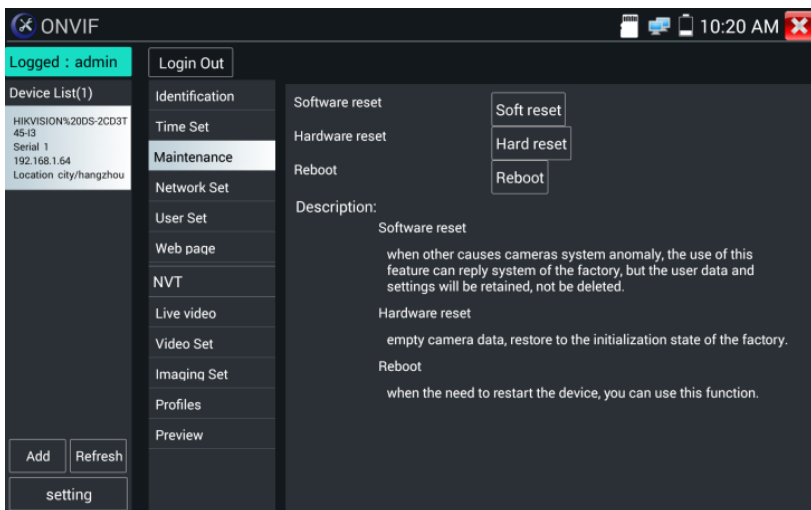 ONVIF
10:20 AM
Logged : admin
Login Out
Device List(1)
HIKVISION%20DS-2CD3T
45-I3
Serial 1
192.168.1.64
Location city/hangzhou
Add
Refresh
setting
Identification
Time Set
Maintenance
Network Set
User Set
Web page
NVT
Live video
Video Set
Imaging Set
Profiles
Preview
Software reset
Soft reset
Hardware reset
Hard reset
Reboot
Reboot
Description:
Software reset
when other causes cameras system anomaly, the use of this
feature can reply system of the factory, but the user data and
settings will be retained, not be deleted.
Hardware reset
empty camera data, restore to the initialization state of the factory.
Reboot
when the need to restart the device, you can use this function.